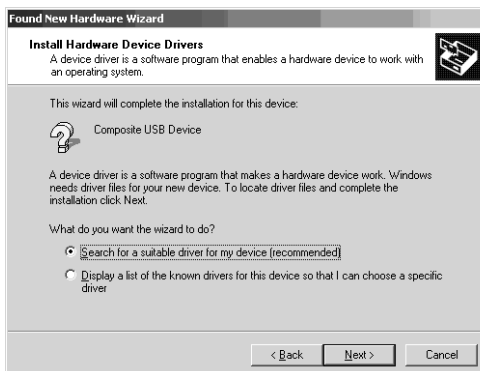 Found New Hardware Wizard
Install Hardware Device Drivers
A device driver is a software program that enables a hardware device to work with
an operating system.
This wizard will complete the installation for this device:
Composite USB Device
A device driver is a software program that makes a hardware device work. Windows
needs driver files for your new device. To locate driver files and complete the
installation click Next.
What do you want the wizard to do?
Search for a suitable driver for my device (recommended)
Display a list of the known drivers for this device so that I can choose a specific
driver
< Back Next > Cancel